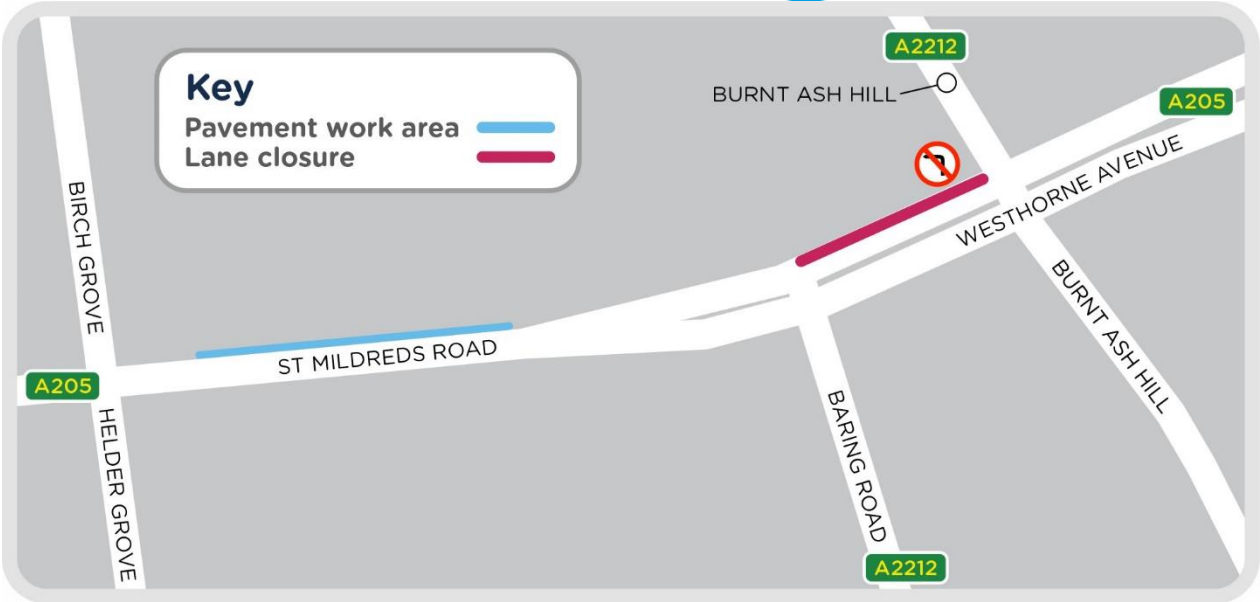 A2212
Key
BURNT ASH HILL
A205
Pavement work area
Lane closure
WESTHORNE AVENUE
BIRCH GROVE
BURNT ASH HILL
ST MILDREDS ROAD
A205
BARING ROAD
HELDER GROVE
A2212